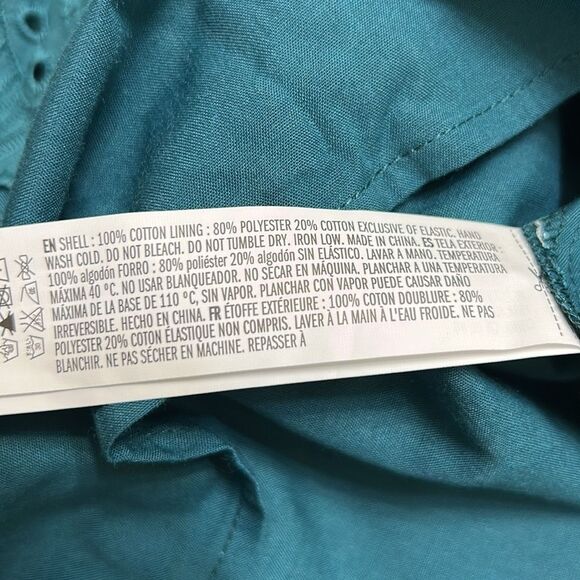 EN SHELL : 100% COTTON LINING : 80% POLYESTER 20% COTTON EXCLUSIVE OF ELASTIC. HAND
WASH COLD. DO NOT BLEACH. DO NOT TUMBLE DRY. IRON LOW. MADE IN CHINA. ES TELA EXTERIOR :
100% algodón FORRO : 80% poliéster 20% algodón SIN ELÁSTICO. LAVAR A MANO. TEMPERATURA
MÁXIMA 40 ºC. NO USAR BLANQUEADOR. NO SECAR EN MÁQUINA. PLANCHAR A UNA TEMPERATURA
MÁXIMA DE LA BASE DE 110 ºC, SIN VAPOR. PLANCHAR CON VAPOR PUEDE CAUSAR DAÑO
IRREVERSIBLE. HECHO EN CHINA. FR ÉTOFFE EXTÉRIEURE : 100% COTTON DOUBLURE : 80%
POLYESTER 20% COTTON ÉLASTIQUE NON COMPRIS. LAVER À LA MAIN À L'EAU FROIDE. NE PAS
BLANCHIR. NE PAS SÉCHER EN MACHINE. REPASSER À